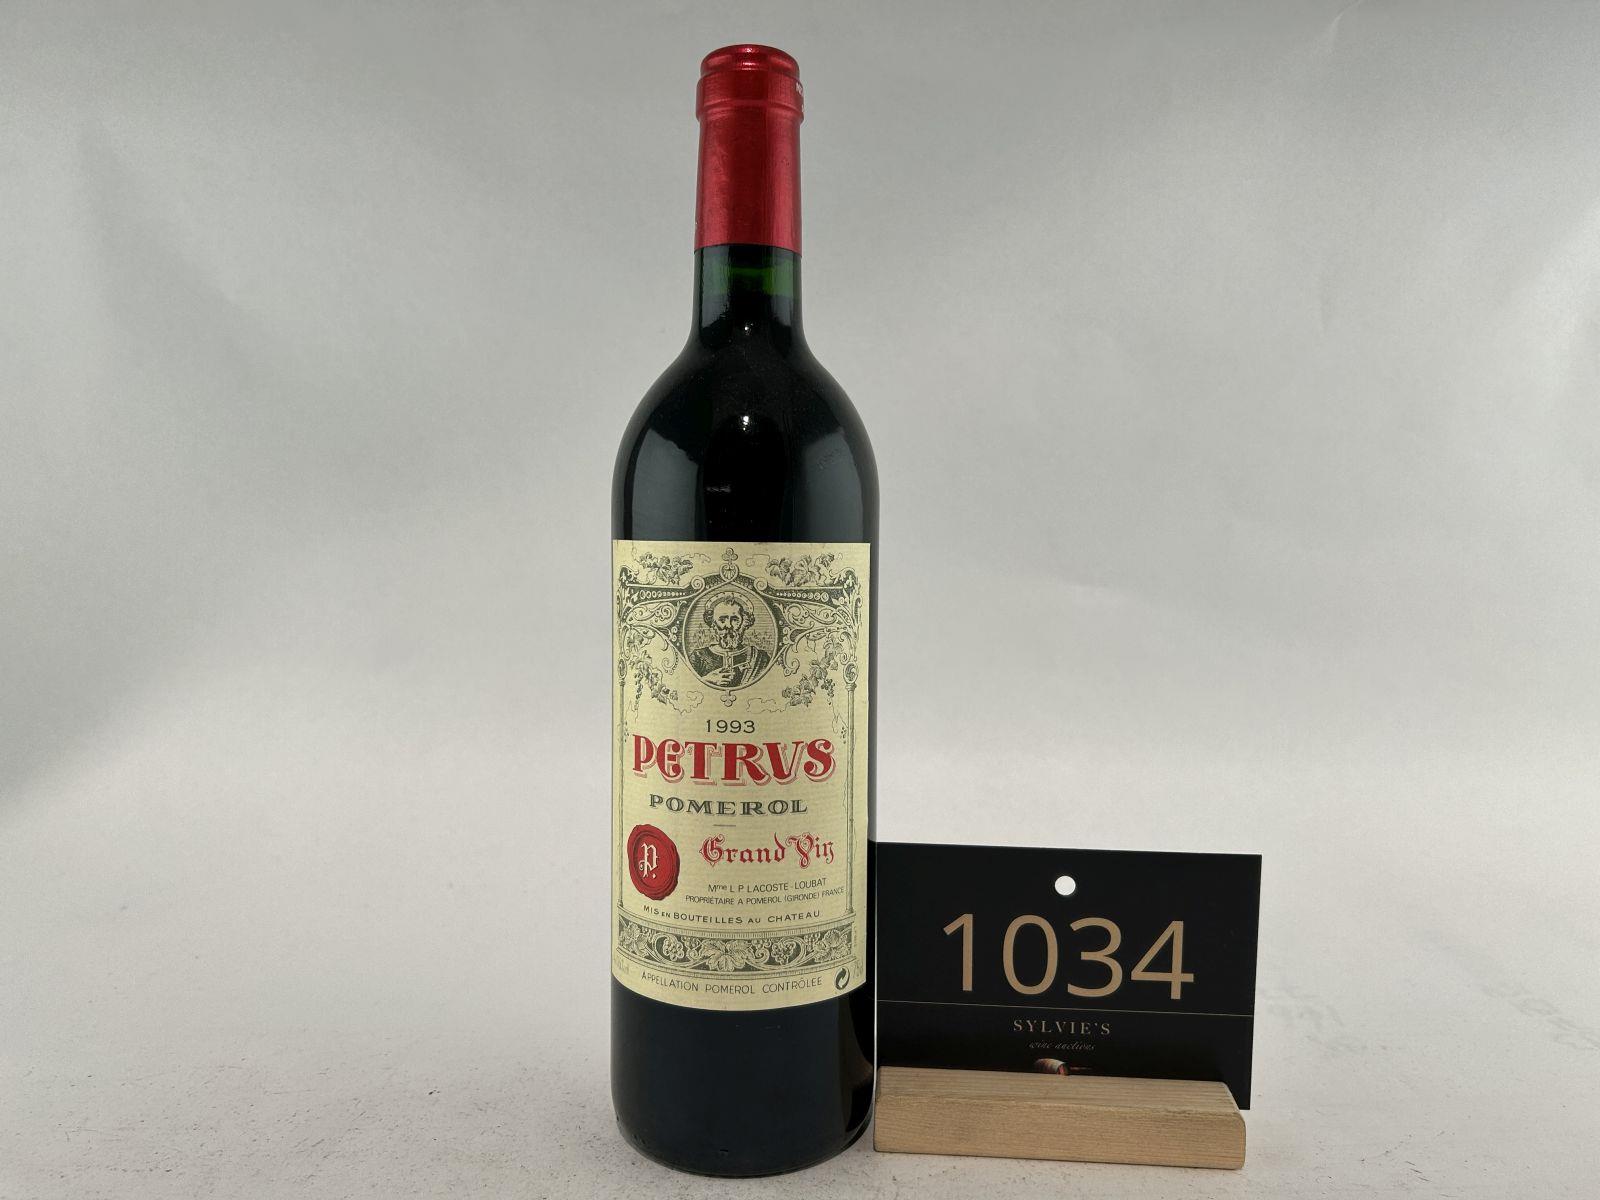 1993
PETRVS
POMEROL
Grand Vin
P.
Mme L P LACOSTE-LOUBAT
PROPRIÉTAIRE A POMEROL (GIRONDE) FRANCE
MIS EN BOUTEILLES AU CHATEAU
APPELLATION POMEROL CONTRÔLÉE
1034
SYLVIE'S
wine auctions